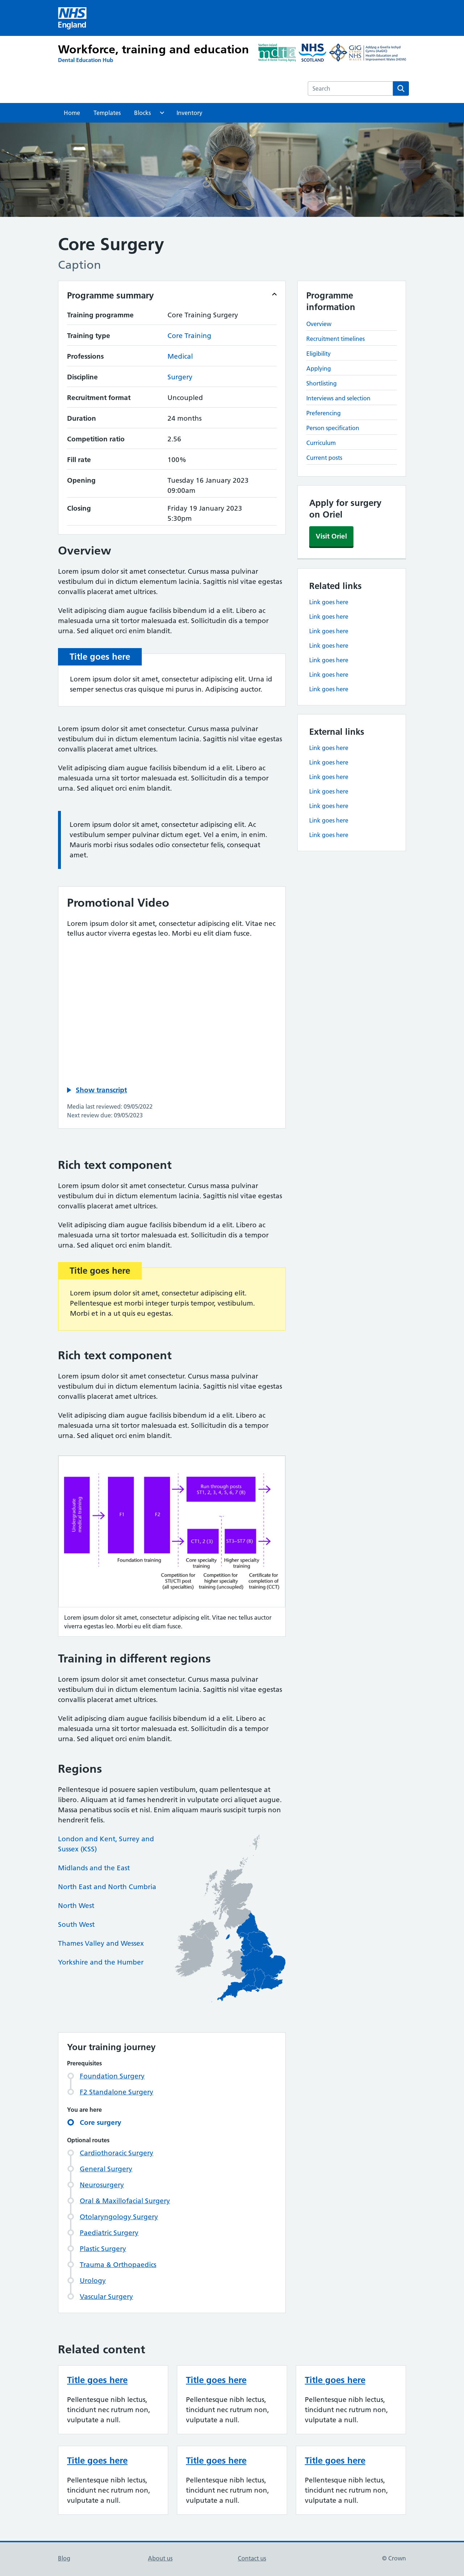 NHS
England
Workforce, training and education
Dental Education Hub
mdta
NHS
SCOTLAND
GIG
NHS
Search
Home
Templates
Blocks
Inventory
Core Surgery
Caption
Programme summary
Training programme Core Training Surgery
Training type Core Training
Professions Medical
Discipline Surgery
Recruitment format Uncoupled
Duration 24 months
Competition ratio 2.56
Fill rate 100%
Opening Tuesday 16 January 2023
09:00am
Closing Friday 19 January 2023
5:30pm
Programme
information
Overview
Recruitment timelines
Eligibility
Applying
Shortlisting
Interviews and selection
Preferencing
Person specification
Curriculum
Current posts
Apply for surgery
on Oriel
Visit Oriel
Related links
Link goes here
Link goes here
Link goes here
Link goes here
Link goes here
Link goes here
Link goes here
External links
Link goes here
Link goes here
Link goes here
Link goes here
Link goes here
Link goes here
Link goes here
Overview
Lorem ipsum dolor sit amet consectetur. Cursus massa pulvinar
vestibulum dui in dictum elementum lacinia. Sagittis nisl vitae egestas
convallis placerat amet ultrices.
Velit adipiscing diam augue facilisis bibendum id a elit. Libero ac
malesuada urna sit tortor malesuada est. Sollicitudin dis a tempor
urna. Sed aliquet orci enim blandit.
Title goes here
Lorem ipsum dolor sit amet, consectetur adipiscing elit. Urna id
semper senectus cras quisque mi purus in. Adipiscing auctor.
Lorem ipsum dolor sit amet consectetur. Cursus massa pulvinar
vestibulum dui in dictum elementum lacinia. Sagittis nisl vitae egestas
convallis placerat amet ultrices.
Velit adipiscing diam augue facilisis bibendum id a elit. Libero ac
malesuada urna sit tortor malesuada est. Sollicitudin dis a tempor
urna. Sed aliquet orci enim blandit.
Lorem ipsum dolor sit amet, consectetur adipiscing elit. Ac
vestibulum semper pulvinar dictum eget. Vel a enim, in enim.
Mauris morbi risus sodales odio consectetur felis, consequat
amet.
Promotional Video
Lorem ipsum dolor sit amet, consectetur adipiscing elit. Vitae nec
tellus auctor viverra egestas leo. Morbi eu elit diam fusce.
Show transcript
Media last reviewed: 09/05/2022
Next review due: 09/05/2023
Rich text component
Lorem ipsum dolor sit amet consectetur. Cursus massa pulvinar
vestibulum dui in dictum elementum lacinia. Sagittis nisl vitae egestas
convallis placerat amet ultrices.
Velit adipiscing diam augue facilisis bibendum id a elit. Libero ac
malesuada urna sit tortor malesuada est. Sollicitudin dis a tempor
urna. Sed aliquet orci enim blandit.
Title goes here
Lorem ipsum dolor sit amet, consectetur adipiscing elit.
Pellentesque est morbi integer turpis tempor, vestibulum.
Morbi et in a ut quis eu egestas.
Rich text component
Lorem ipsum dolor sit amet consectetur. Cursus massa pulvinar
vestibulum dui in dictum elementum lacinia. Sagittis nisl vitae egestas
convallis placerat amet ultrices.
Velit adipiscing diam augue facilisis bibendum id a elit. Libero ac
malesuada urna sit tortor malesuada est. Sollicitudin dis a tempor
urna. Sed aliquet orci enim blandit.
Undergraduate
medical training
F1
F2
Run through posts
ST1, 2, 3, 4, 5, 6, 7 (8)
CT1, 2 (3)
ST3–ST7 (8)
Foundation training
Core specialty
training
Higher specialty
training
Competition for
ST1/CT1 post
(all specialties)
Competition for
higher specialty
training (uncoupled)
Certificate for
completion of
training (CCT)
Lorem ipsum dolor sit amet, consectetur adipiscing elit. Vitae nec tellus auctor
viverra egestas leo. Morbi eu elit diam fusce.
Training in different regions
Lorem ipsum dolor sit amet consectetur. Cursus massa pulvinar
vestibulum dui in dictum elementum lacinia. Sagittis nisl vitae egestas
convallis placerat amet ultrices.
Velit adipiscing diam augue facilisis bibendum id a elit. Libero ac
malesuada urna sit tortor malesuada est. Sollicitudin dis a tempor
urna. Sed aliquet orci enim blandit.
Regions
Pellentesque id posuere sapien vestibulum, quam pellentesque at
libero. Aliquam at id fames hendrerit in vulputate orci aliquet augue.
Massa penatibus sociis et nisl. Enim aliquam mauris suscipit turpis non
hendrerit felis.
London and Kent, Surrey and
Sussex (KSS)
Midlands and the East
North East and North Cumbria
North West
South West
Thames Valley and Wessex
Yorkshire and the Humber
Your training journey
Prerequisites
Foundation Surgery
F2 Standalone Surgery
You are here
Core surgery
Optional routes
Cardiothoracic Surgery
General Surgery
Neurosurgery
Oral & Maxillofacial Surgery
Otolaryngology Surgery
Paediatric Surgery
Plastic Surgery
Trauma & Orthopaedics
Urology
Vascular Surgery
Related content
Title goes here
Pellentesque nibh lectus,
tincidunt nec rutrum non,
vulputate a null.
Title goes here
Pellentesque nibh lectus,
tincidunt nec rutrum non,
vulputate a null.
Title goes here
Pellentesque nibh lectus,
tincidunt nec rutrum non,
vulputate a null.
Title goes here
Pellentesque nibh lectus,
tincidunt nec rutrum non,
vulputate a null.
Title goes here
Pellentesque nibh lectus,
tincidunt nec rutrum non,
vulputate a null.
Title goes here
Pellentesque nibh lectus,
tincidunt nec rutrum non,
vulputate a null.
Blog
About us
Contact us
© Crown